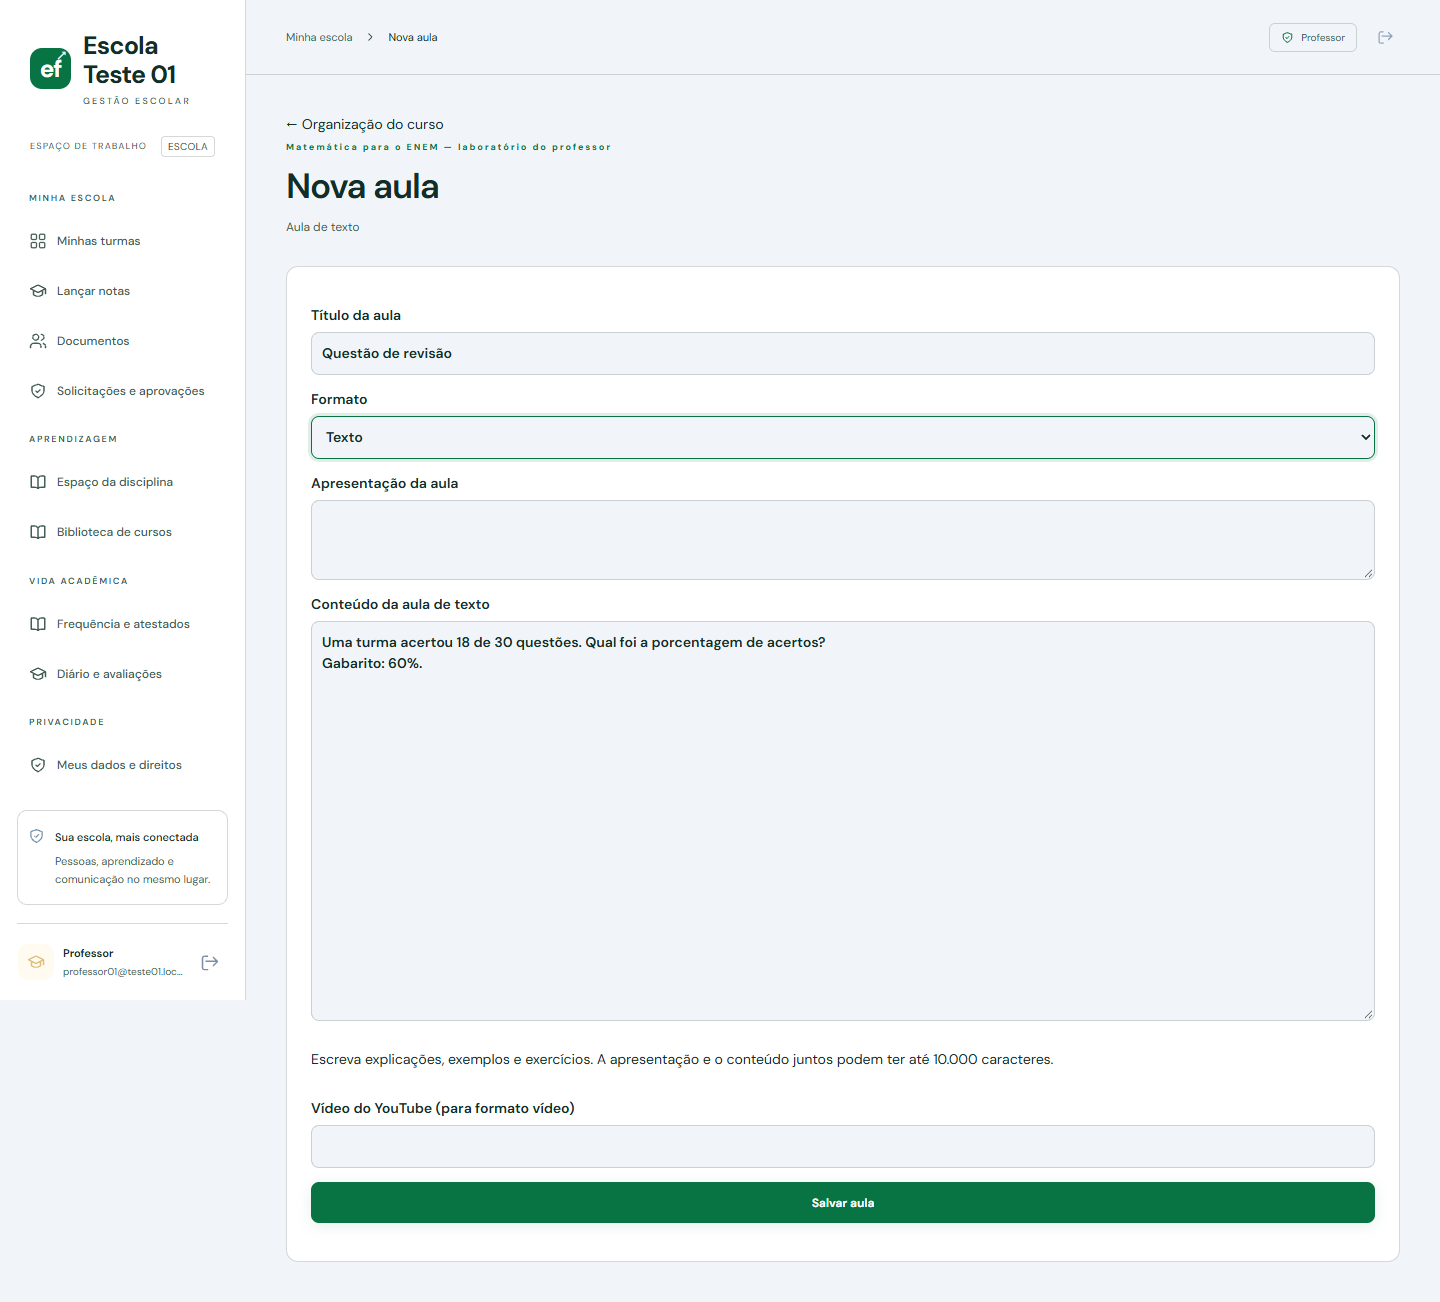 ef
Escola
Teste 01
GESTÃO ESCOLAR
ESPAÇO DE TRABALHO
ESCOLA
MINHA ESCOLA
Minhas turmas
Lançar notas
Documentos
Solicitações e aprovações
APRENDIZAGEM
Espaço da disciplina
Biblioteca de cursos
VIDA ACADÊMICA
Frequência e atestados
Diário e avaliações
PRIVACIDADE
Meus dados e direitos
Sua escola, mais conectada
Pessoas, aprendizado e
comunicação no mesmo lugar.
Professor
professor01@teste01.loc...
Minha escola > Nova aula
Professor
← Organização do curso
Matemática para o ENEM — laboratório do professor
Nova aula
Aula de texto
Título da aula
Questão de revisão
Formato
Texto
Apresentação da aula
Conteúdo da aula de texto
Uma turma acertou 18 de 30 questões. Qual foi a porcentagem de acertos?
Gabarito: 60%.
Escreva explicações, exemplos e exercícios. A apresentação e o conteúdo juntos podem ter até 10.000 caracteres.
Vídeo do YouTube (para formato vídeo)
Salvar aula